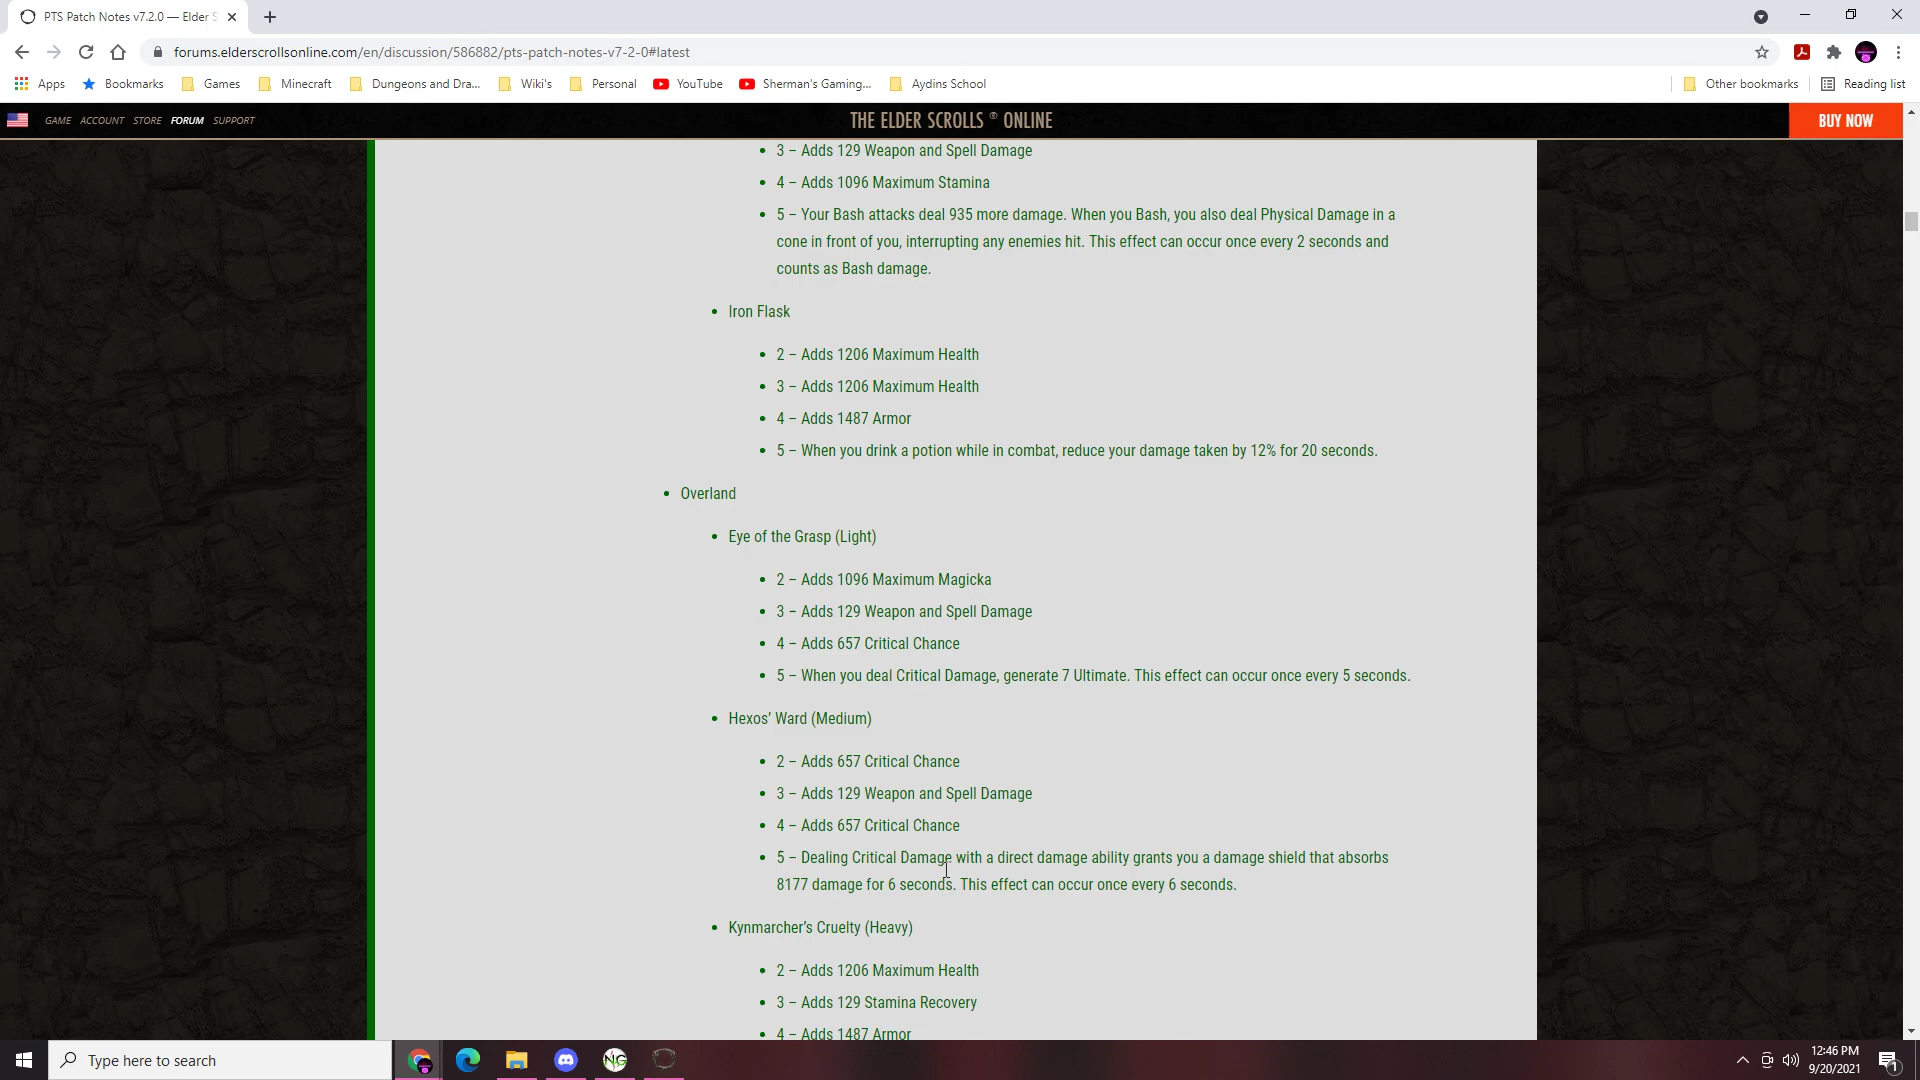 PTS Patch Notes v7.2.0 — Elder S
forums.elderscrollsonline.com/en/discussion/586882/pts-patch-notes-v7-2-0#latest
Apps Bookmarks Games Minecraft Dungeons and Dra... Wiki's Personal YouTube Sherman's Gaming... Aydins School Other bookmarks Reading list
GAME ACCOUNT STORE FORUM SUPPORT THE ELDER SCROLLS ® ONLINE BUY NOW
• 3 – Adds 129 Weapon and Spell Damage
• 4 – Adds 1096 Maximum Stamina
• 5 – Your Bash attacks deal 935 more damage. When you Bash, you also deal Physical Damage in a
cone in front of you, interrupting any enemies hit. This effect can occur once every 2 seconds and
counts as Bash damage.
• Iron Flask
• 2 – Adds 1206 Maximum Health
• 3 – Adds 1206 Maximum Health
• 4 – Adds 1487 Armor
• 5 – When you drink a potion while in combat, reduce your damage taken by 12% for 20 seconds.
• Overland
• Eye of the Grasp (Light)
• 2 – Adds 1096 Maximum Magicka
• 3 – Adds 129 Weapon and Spell Damage
• 4 – Adds 657 Critical Chance
• 5 – When you deal Critical Damage, generate 7 Ultimate. This effect can occur once every 5 seconds.
• Hexos' Ward (Medium)
• 2 – Adds 657 Critical Chance
• 3 – Adds 129 Weapon and Spell Damage
• 4 – Adds 657 Critical Chance
• 5 – Dealing Critical Damage with a direct damage ability grants you a damage shield that absorbs
8177 damage for 6 seconds. This effect can occur once every 6 seconds.
• Kynmarcher's Cruelty (Heavy)
• 2 – Adds 1206 Maximum Health
• 3 – Adds 129 Stamina Recovery
• 4 – Adds 1487 Armor
Type here to search NG 12:46 PM
9/20/2021 1